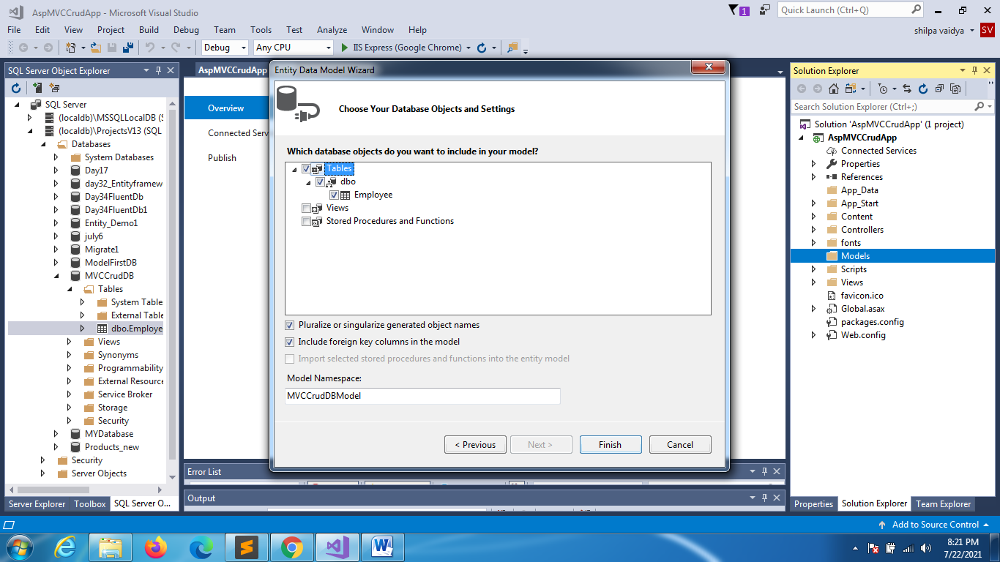 AspMVCCrudApp - Microsoft Visual Studio
1
Quick Launch (Ctrl+Q)
File Edit View Project Build Debug Team Tools Test Analyze Window Help
shilpa vaidya
SV
Debug
Any CPU
IIS Express (Google Chrome)
SQL Server Object Explorer
SQL Server
(localdb)\MSSQLLocalDB (S
(localdb)\ProjectsV13 (SQL
Databases
System Databases
Day17
day32_Entityframew
Day34FluentDb
Day34FluentDb1
Entity_Demo1
july6
Migrate1
ModelFirstDB
MVCCrudDB
Tables
System Table
External Table
dbo.Employe
Views
Synonyms
Programmability
External Resource
Service Broker
Storage
Security
MYDatabase
Products_new
Security
Server Objects
Server Explorer
Toolbox
SQL Server O...
AspMVCCrudApp
Overview
Connected Serv
Publish
Entity Data Model Wizard
Choose Your Database Objects and Settings
Which database objects do you want to include in your model?
Tables
dbo
Employee
Views
Stored Procedures and Functions
Pluralize or singularize generated object names
Include foreign key columns in the model
Import selected stored procedures and functions into the entity model
Model Namespace:
MVCCrudDBModel
< Previous
Next >
Finish
Cancel
Error List
Output
Solution Explorer
Search Solution Explorer (Ctrl+;)
Solution 'AspMVCCrudApp' (1 project)
AspMVCCrudApp
Connected Services
Properties
References
App_Data
App_Start
Content
Controllers
fonts
Models
Scripts
Views
favicon.ico
Global.asax
packages.config
Web.config
Properties
Solution Explorer
Team Explorer
Add to Source Control
8:21 PM
7/22/2021